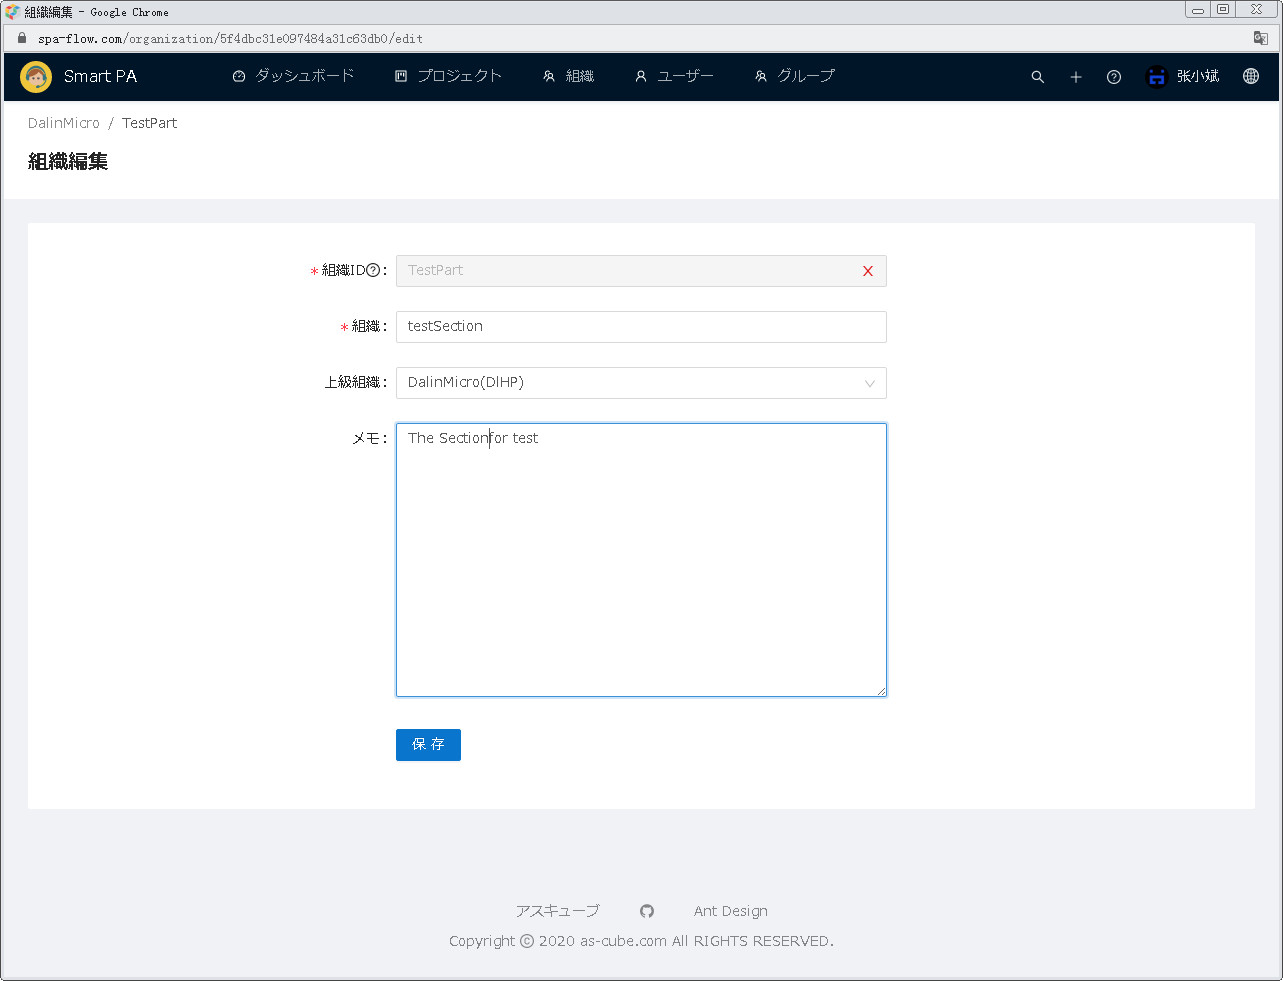 組織編集 - Google Chrome
spa-flow.com/organization/5f4dbc31e097484a31c63db0/edit
Smart PA ダッシュボード プロジェクト 組織 ユーザー グループ 张小斌
DalinMicro / TestPart
組織編集
* 組織ID? : TestPart X
* 組織 : testSection
上級組織 : DalinMicro(DlHP)
メモ : The Sectionfor test
保 存
アスキューブ Ant Design
Copyright © 2020 as-cube.com All RIGHTS RESERVED.